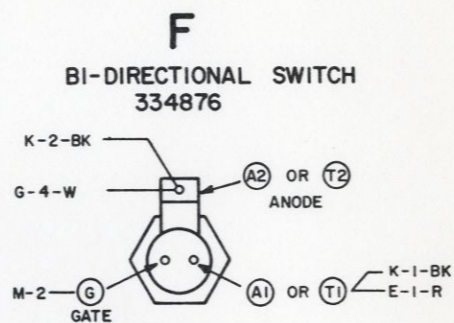 F
BI-DIRECTIONAL SWITCH
334876
K-2-BK
G-4-W
A2 OR T2
ANODE
K-1-BK
M-2 G A1 OR T1 E-1-R
GATE